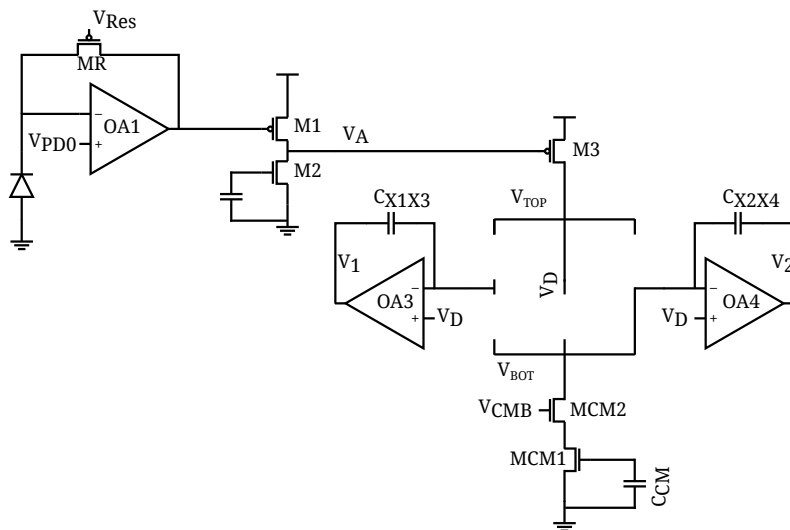 VRes
MR
OA1
VPD0
−
+
M1
M2
VA
M3
CX1X3
V1
OA3
−
+
VD
VTOP
VD
CX2X4
V2
OA4
−
+
VD
VBOT
VCMB
MCM2
MCM1
CCM